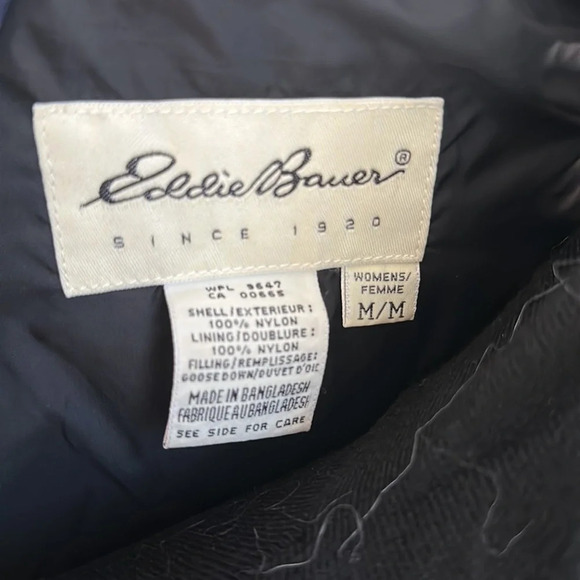 Eddie Bauer®
SINCE 1920
WPL 9647
CA 00665
SHELL/EXTERIEUR:
100% NYLON
LINING/DOUBLURE:
100% NYLON
FILLING/REMPLISSAGE:
GOOSE DOWN/DUVET D'OIE
MADE IN BANGLADESH
FABRIQUE AU BANGLADESH
SEE SIDE FOR CARE
WOMENS/
FEMME
M/M